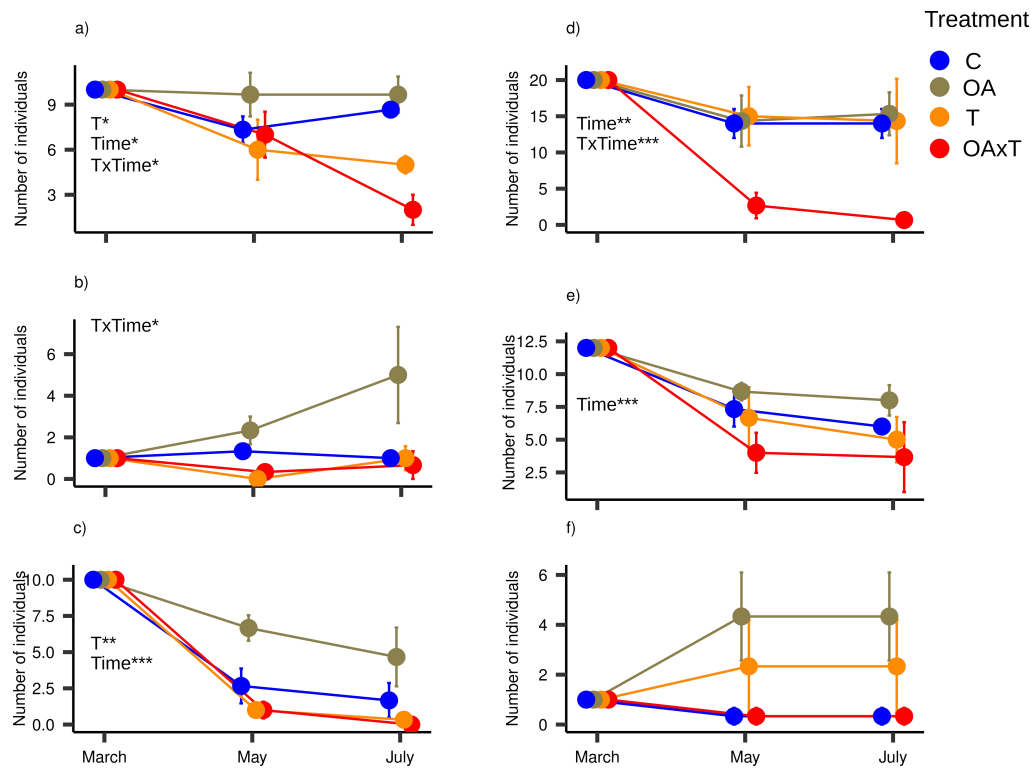 a)
Number of individuals
9
6
3
T*
Time*
TxTime*
d)
Number of individuals
20
15
10
5
0
Time**
TxTime***
Treatment
C
OA
T
OAxT
b)
Number of individuals
6
4
2
0
TxTime*
e)
Number of individuals
12.5
10.0
7.5
5.0
2.5
Time***
c)
Number of individuals
10.0
7.5
5.0
2.5
0.0
T**
Time***
March May July
f)
Number of individuals
6
4
2
0
March May July